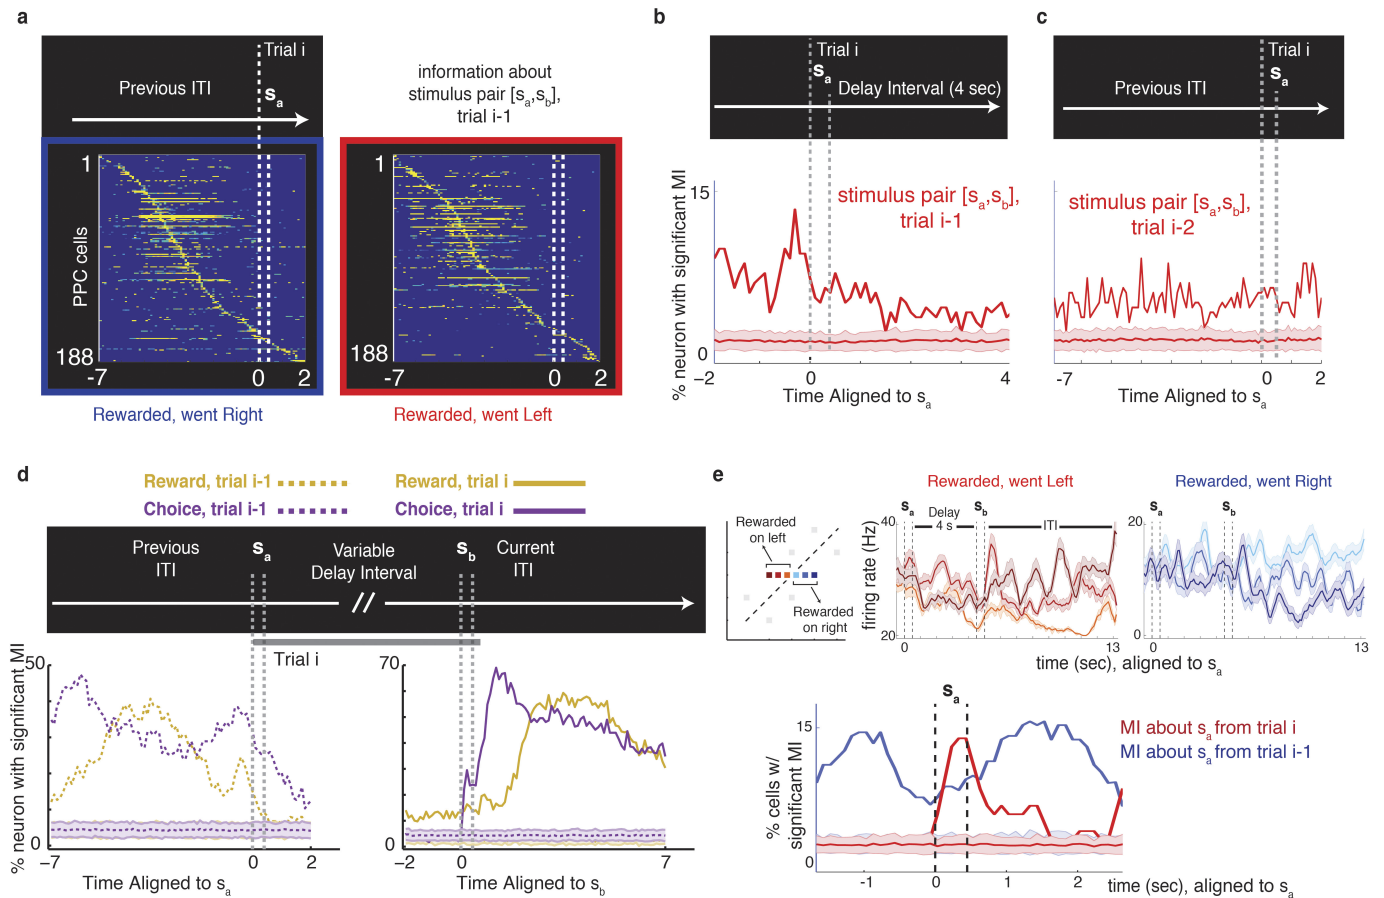 a
Trial i
Previous ITI
sa
information about
stimulus pair [sa,sb],
trial i-1
1
PPC cells
188
-7
0
2
Rewarded, went Right
1
188
-7
0
2
Rewarded, went Left
b
Trial i
sa
Delay Interval (4 sec)
% neuron with significant MI
15
0
stimulus pair [sa,sb],
trial i-1
−2
0
4
Time Aligned to sa
c
Trial i
sa
Previous ITI
15
0
stimulus pair [sa,sb],
trial i-2
-7
0
2
Time Aligned to sa
d
Reward, trial i-1
Reward, trial i
Choice, trial i-1
Choice, trial i
Previous
ITI
sa
Variable
Delay Interval
sb
Current
ITI
Trial i
% neuron with significant MI
50
0
−7
0
2
Time Aligned to sa
70
0
−2
0
7
Time Aligned to sb
e
Rewarded
on left
Rewarded
on right
Rewarded, went Left
sa
Delay
4 s
sb
ITI
firing rate (Hz)
40
20
0
13
Rewarded, went Right
sa
sb
20
0
0
13
time (sec), aligned to sa
sa
% cells w/
significant MI
15
0
-1
0
1
2
time (sec), aligned to sa
MI about sa from trial i
MI about sa from trial i-1